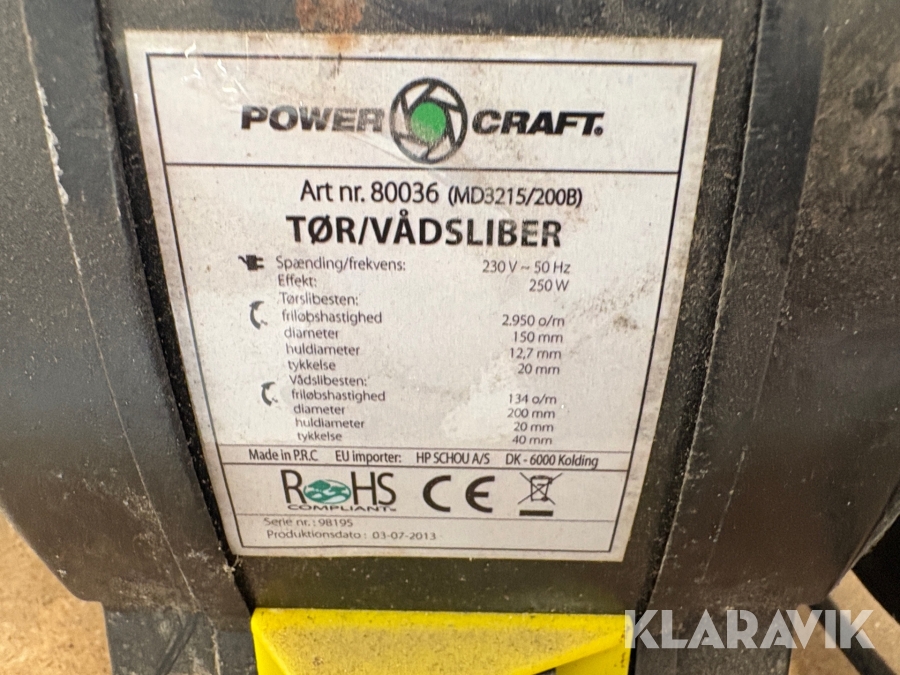 POWER CRAFT.
Art nr. 80036 (MD3215/200B)
TØR/VÅDSLIBER
Spænding/frekvens: 230 V ~ 50 Hz
Effekt: 250 W
Tørslibesten:
friløbshastighed 2.950 o/m
diameter 150 mm
huldiameter 12,7 mm
tykkelse 20 mm
Vådslibesten:
friløbshastighed 134 o/m
diameter 200 mm
huldiameter 20 mm
tykkelse 40 mm
Made in P.R.C EU importer: HP SCHOU A/S DK - 6000 Kolding
RoHS CE
COMPLIANT
Serie nr. : 98195
Produktionsdato : 03-07-2013
KLARAVIK